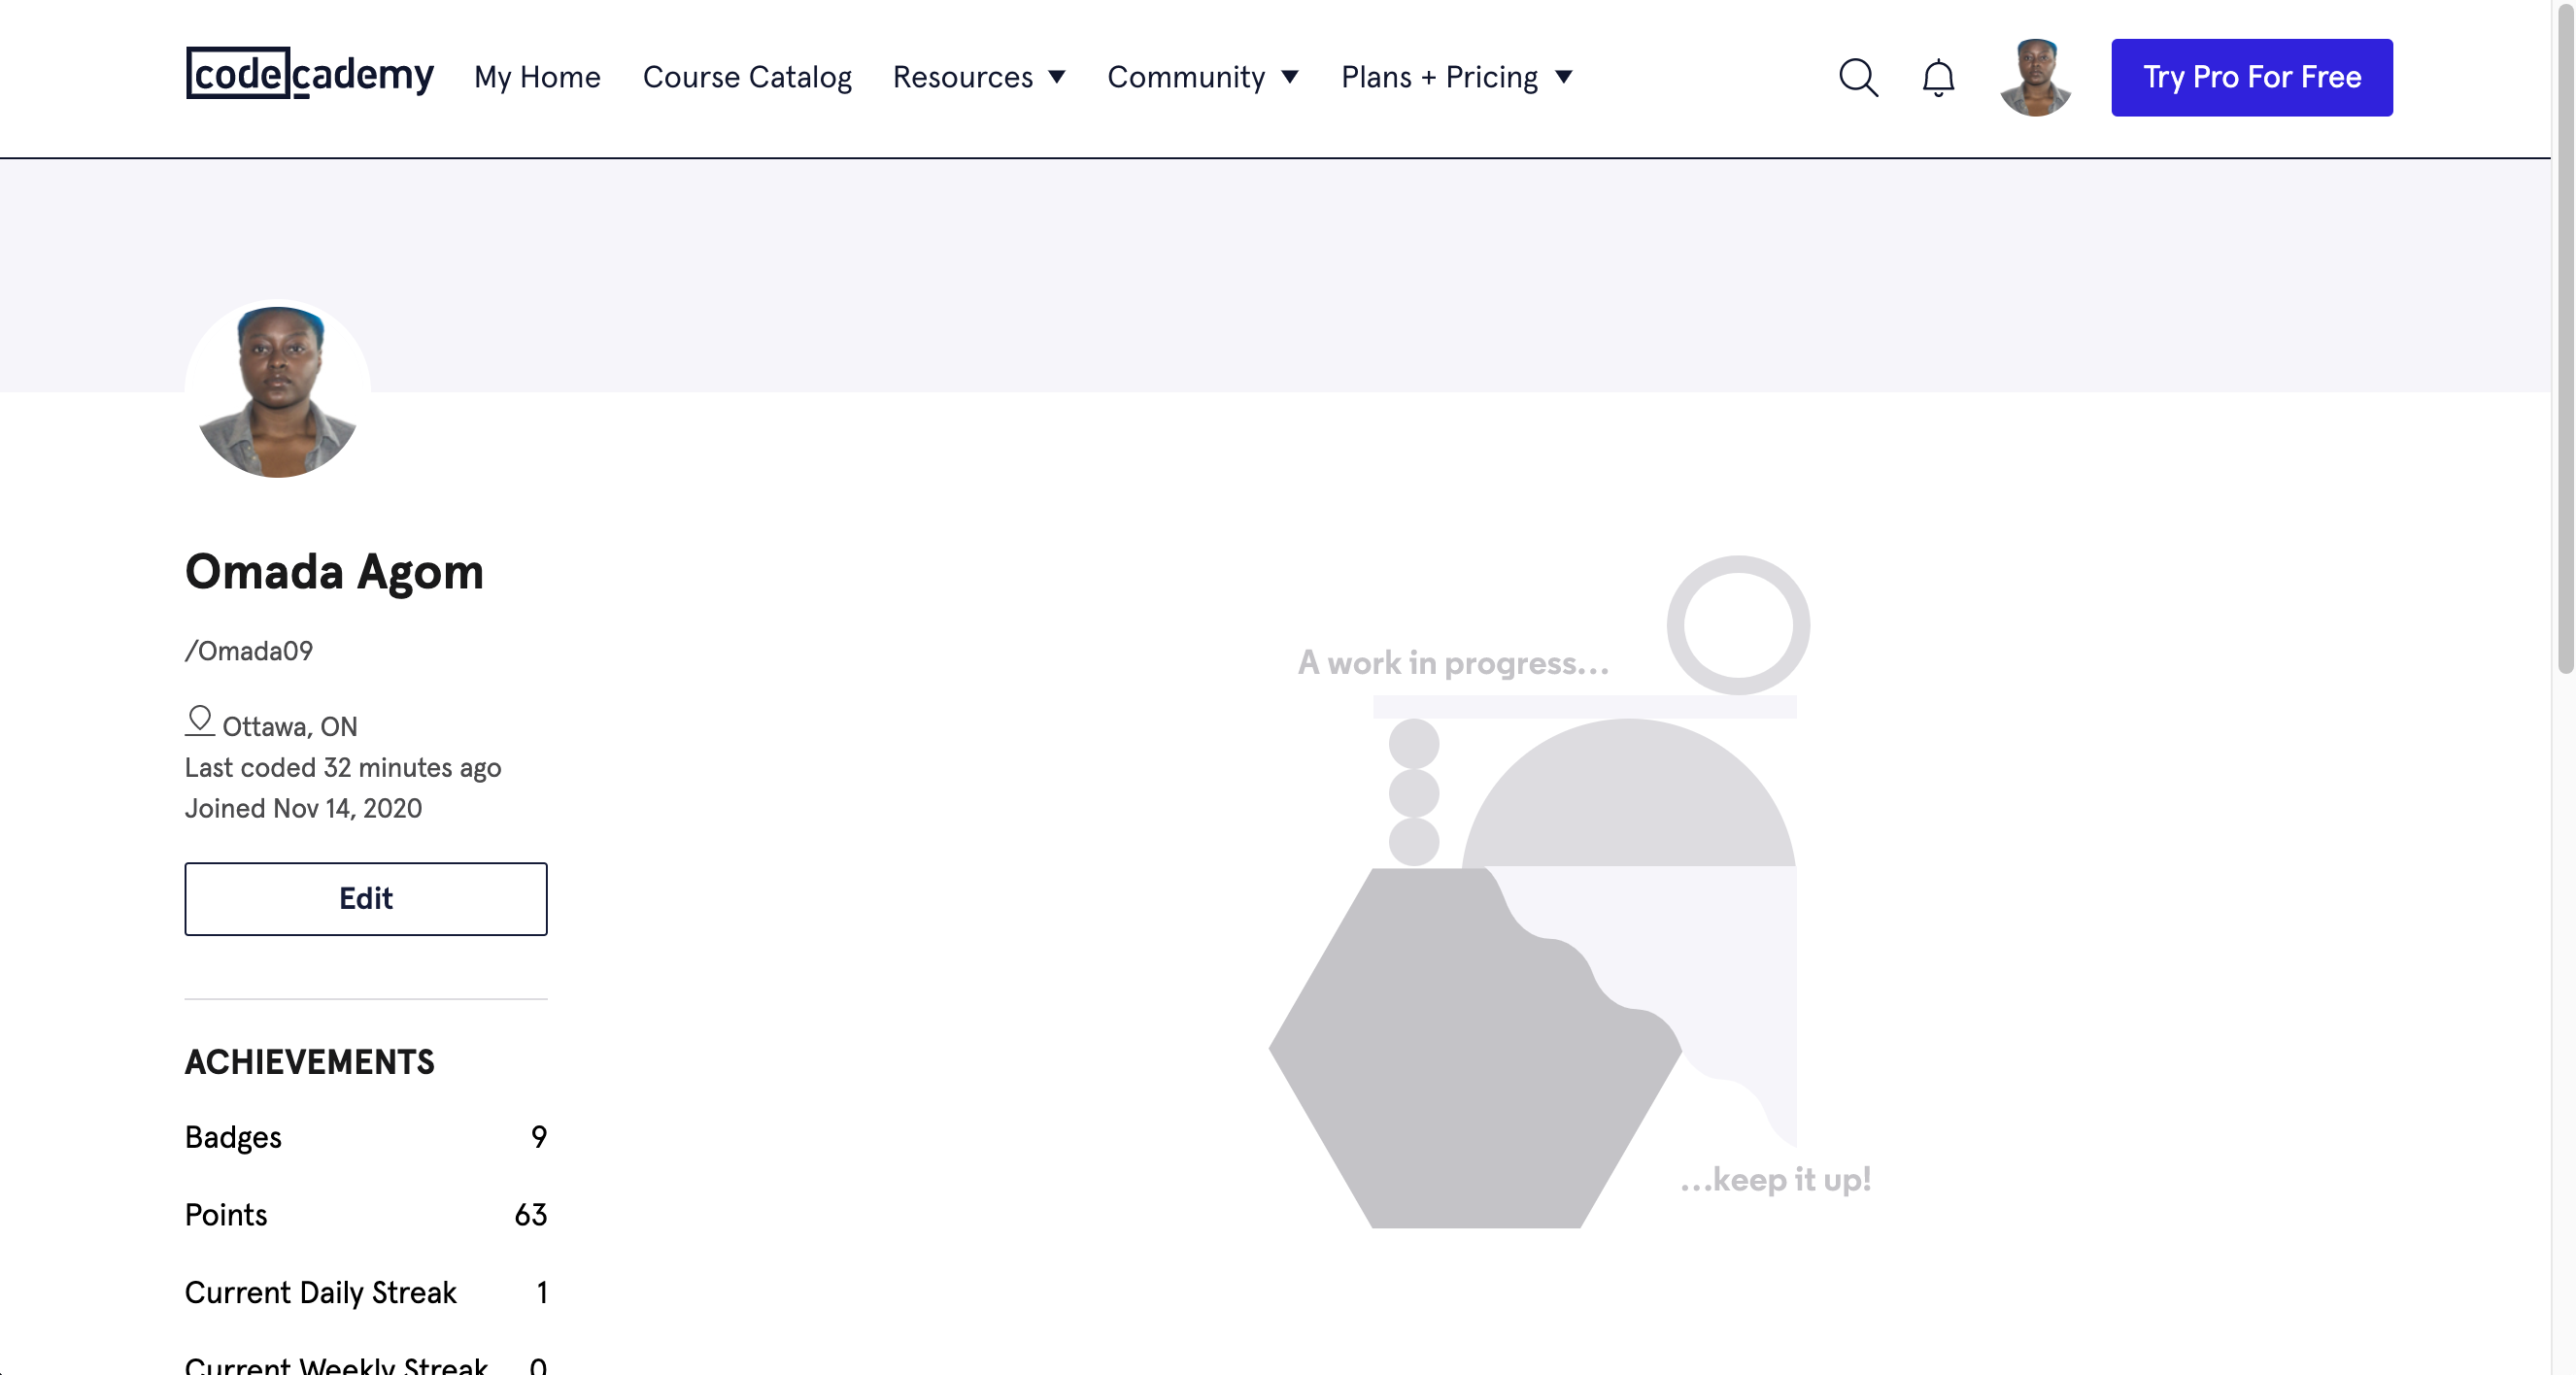 codecademy My Home Course Catalog Resources Community Plans + Pricing Try Pro For Free
Omada Agom
/Omada09
Ottawa, ON
Last coded 32 minutes ago
Joined Nov 14, 2020
Edit
ACHIEVEMENTS
Badges 9
Points 63
Current Daily Streak 1
Current Weekly Streak 0
A work in progress...
...keep it up!